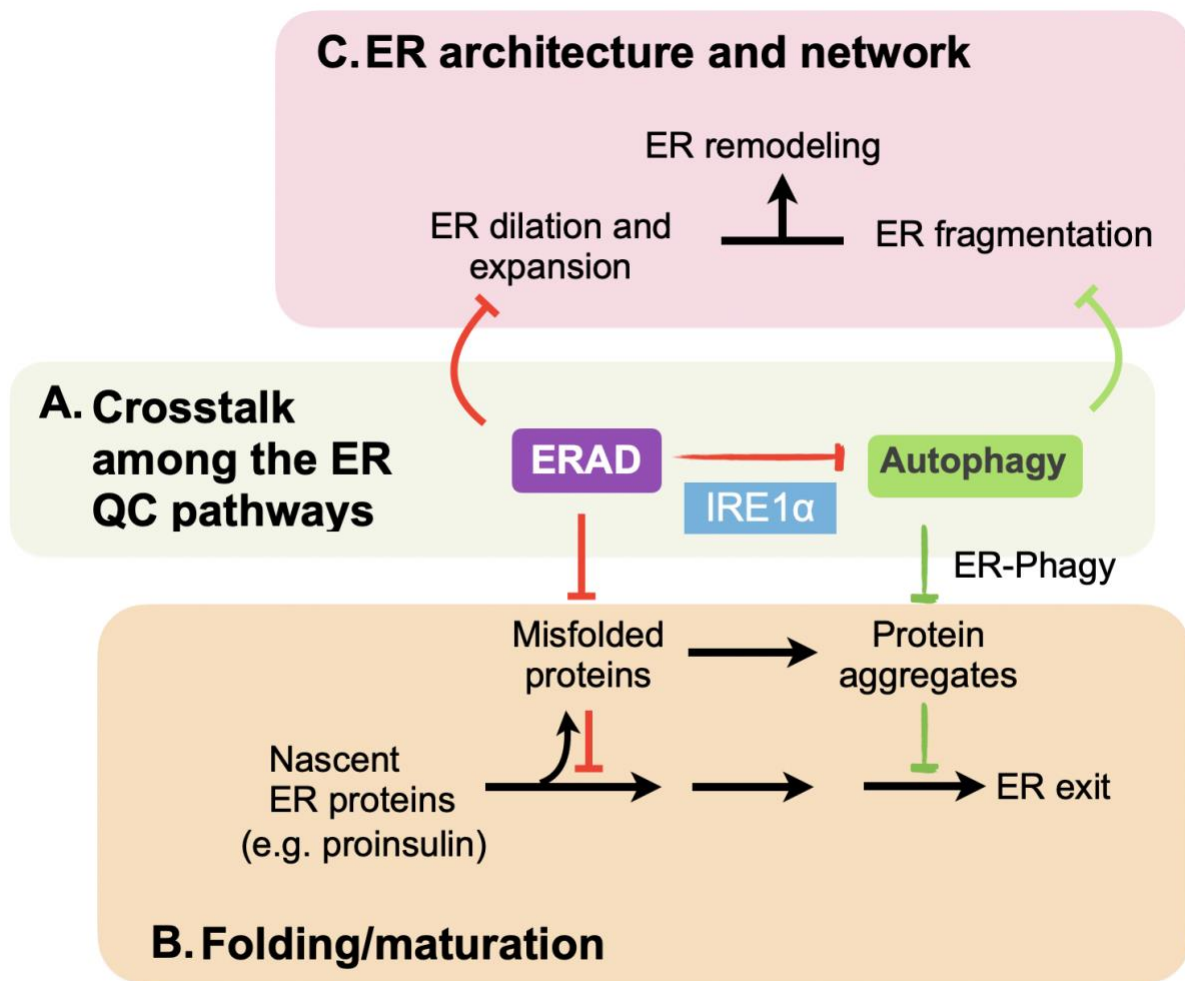 C. ER architecture and network
ER remodeling
ER dilation and
expansion
ER fragmentation
A. Crosstalk
among the ER
QC pathways
ERAD
Autophagy
IRE1α
ER-Phagy
Misfolded
proteins
Protein
aggregates
Nascent
ER proteins
(e.g. proinsulin)
ER exit
B. Folding/maturation